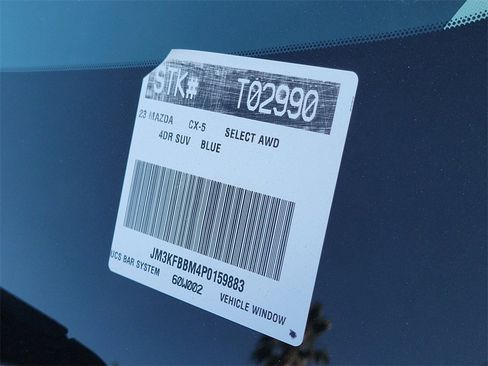 STK# T02990
23 MAZDA CX-5 SELECT AWD
4DR SUV BLUE
JM3KFBBM4P0159883
UCS BAR SYSTEM 60W002 VEHICLE WINDOW